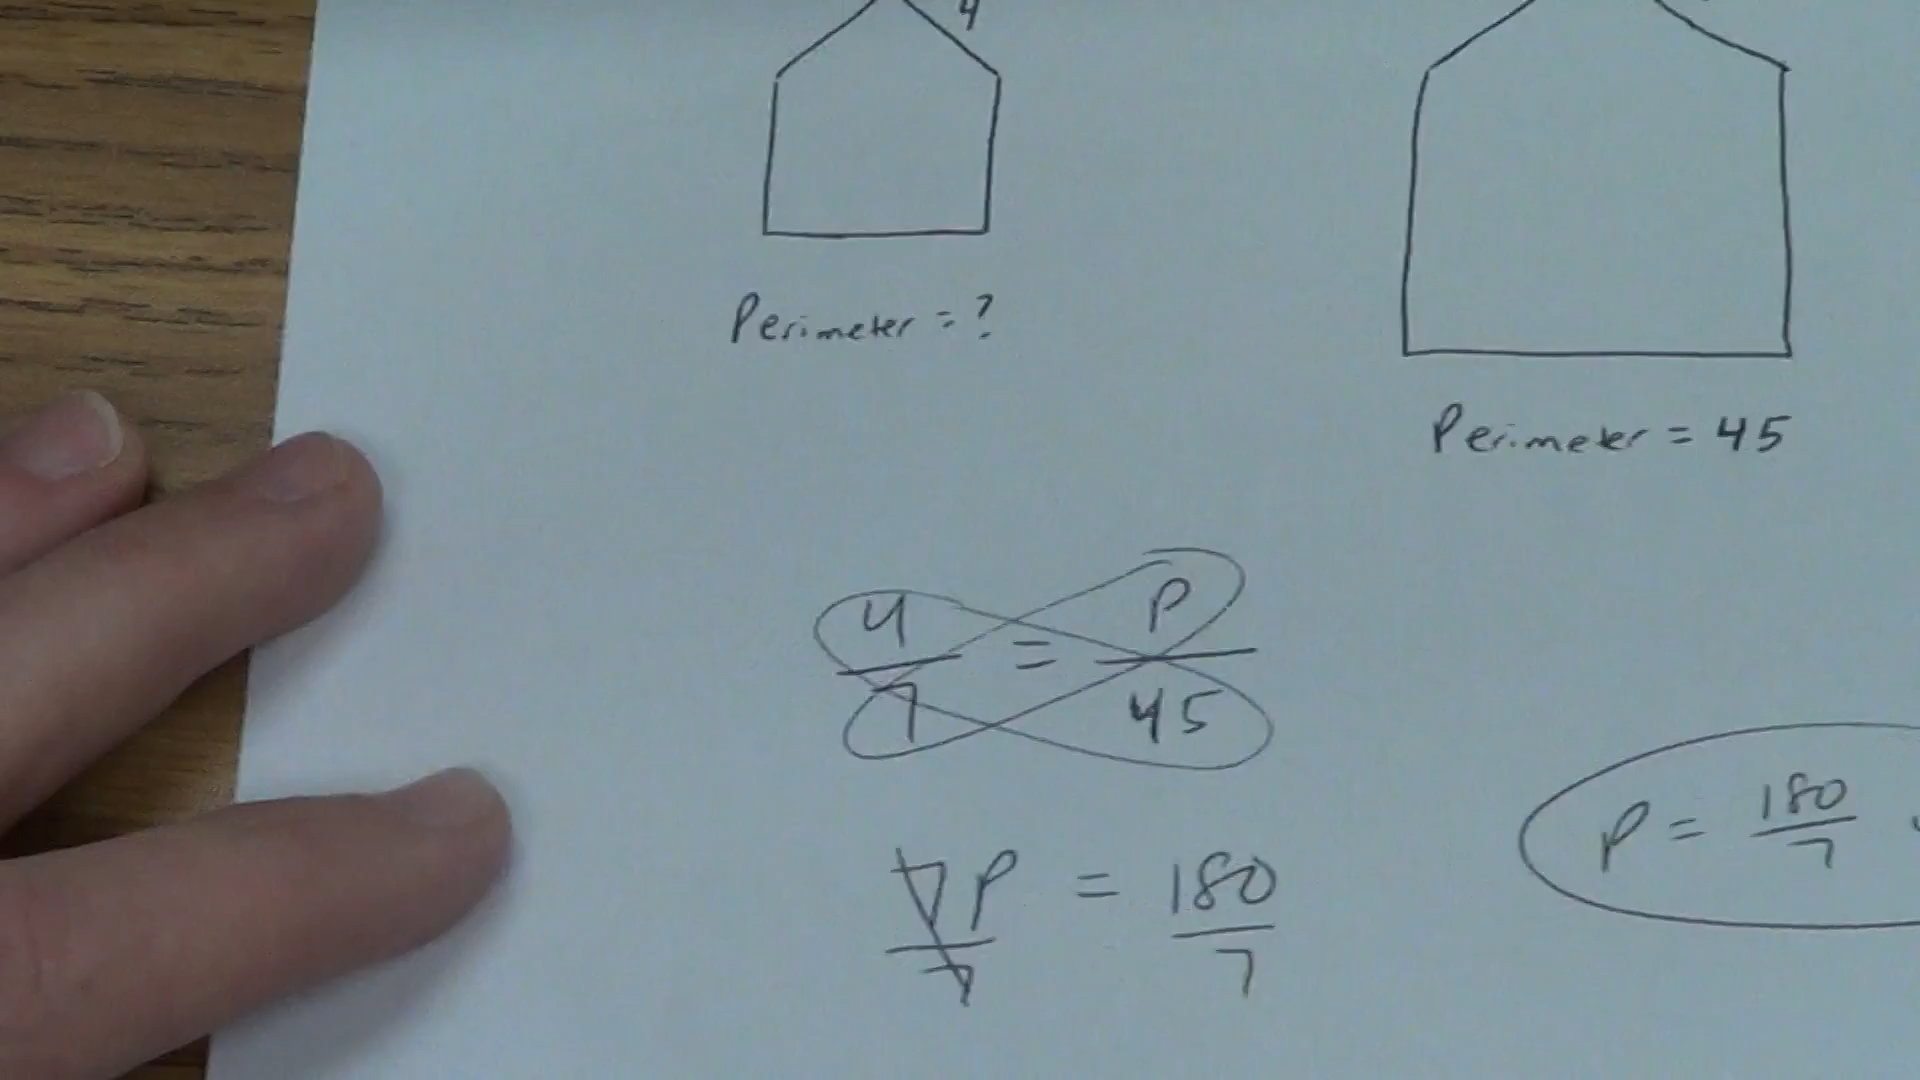 4
Perimeter = ?
Perimeter = 45
4/7 = P/45
7P/7 = 180/7
P = 180/7